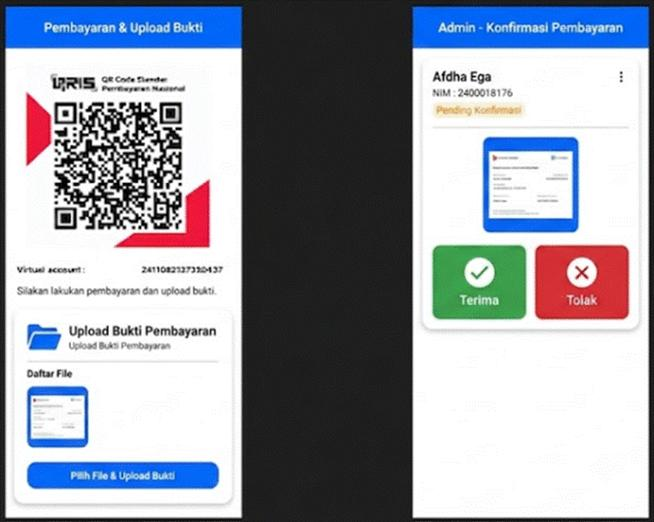 Pembayaran & Upload Bukti
QRIS
QR Code Standar
Pembayaran Nasional
Virtual account :
Silakan lakukan pembayaran dan upload bukti.
Upload Bukti Pembayaran
Upload Bukti Pembayaran
Daftar File
Pilih File & Upload Bukti
Admin - Konfirmasi Pembayaran
Afdha Ega
NIM : 2400018176
Pending Konfirmasi
Terima
Tolak